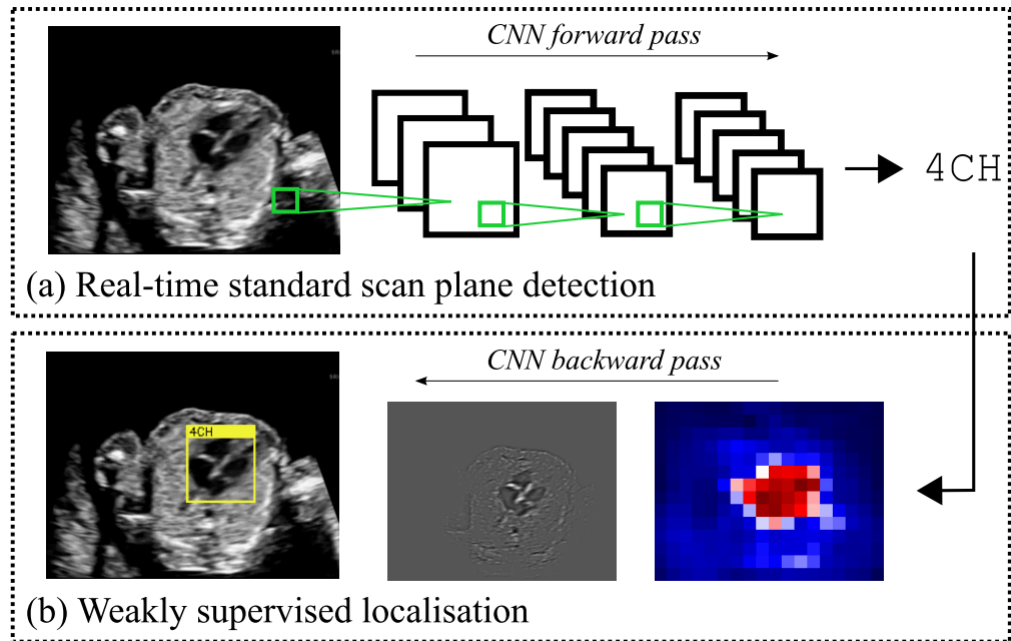 CNN forward pass
4CH
(a) Real-time standard scan plane detection
CNN backward pass
4CH
(b) Weakly supervised localisation